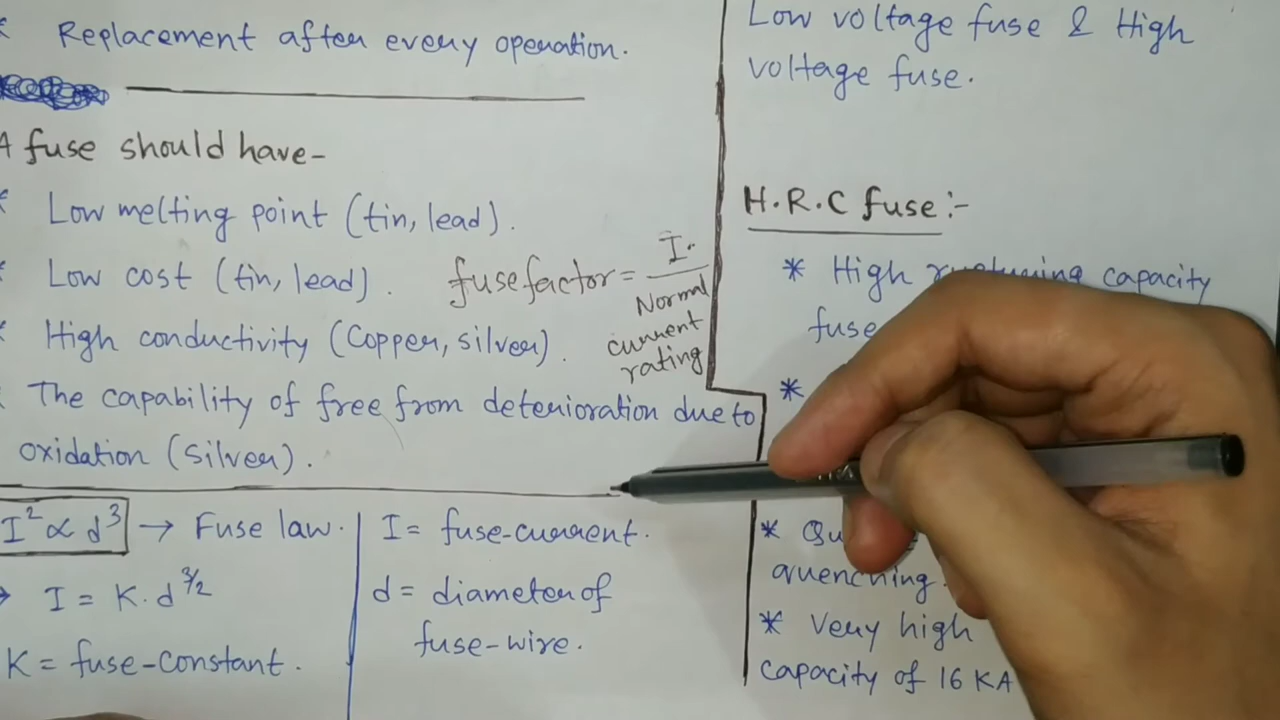 Replacement after every operation.
A fuse should have-
* Low melting point (tin, lead).
* Low cost (tin, lead).
fuse factor = I. / Normal current rating
* High conductivity (Copper, silver).
* The capability of free from deterioration due to
oxidation (silver).
I² ∝ d³ → Fuse law.
→ I = K. d^3/2
K = fuse-constant.
I = fuse-current.
d = diameter of
fuse-wire.
Low voltage fuse & High
voltage fuse.
H.R.C fuse:-
* High rupturing capacity
fuse
*
*
quenching.
* Very high
capacity of 16 KA